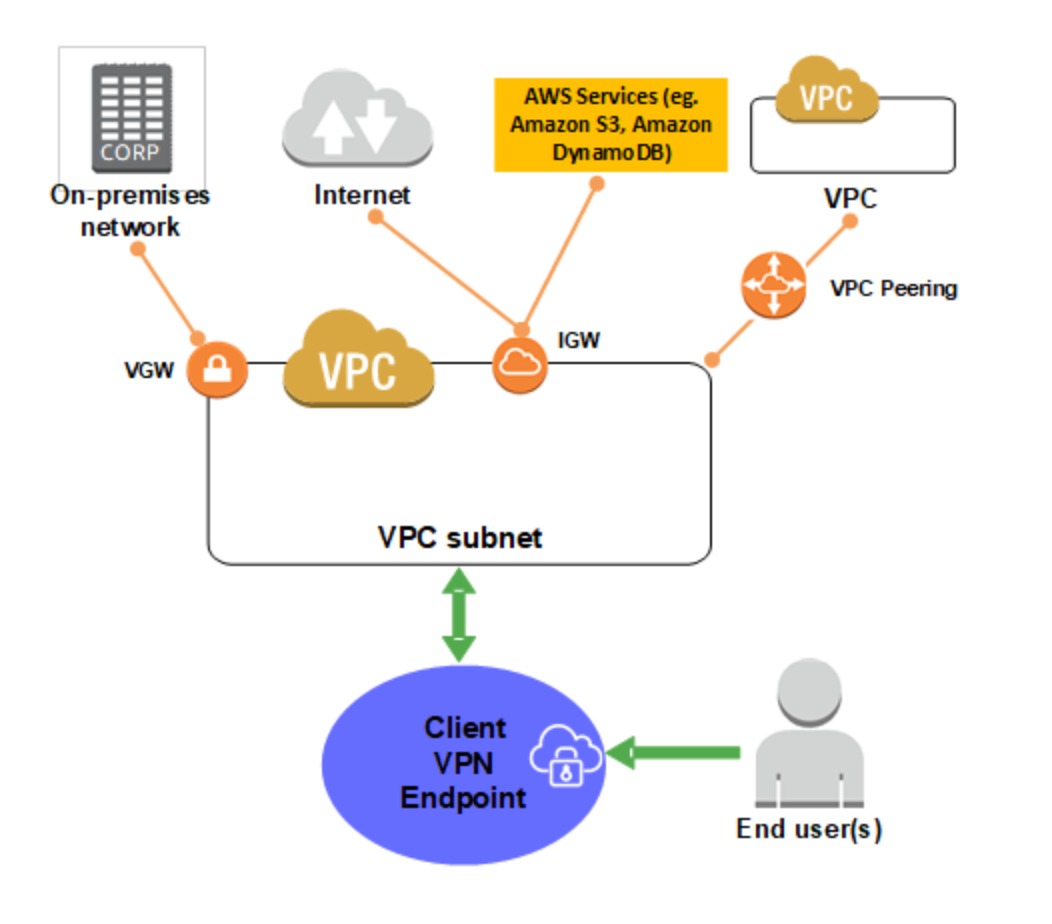 CORP
On-premises
network
Internet
AWS Services (eg.
Amazon S3, Amazon
DynamoDB)
VPC
VPC
VPC Peering
IGW
VGW
VPC
VPC subnet
Client
VPN
Endpoint
End user(s)